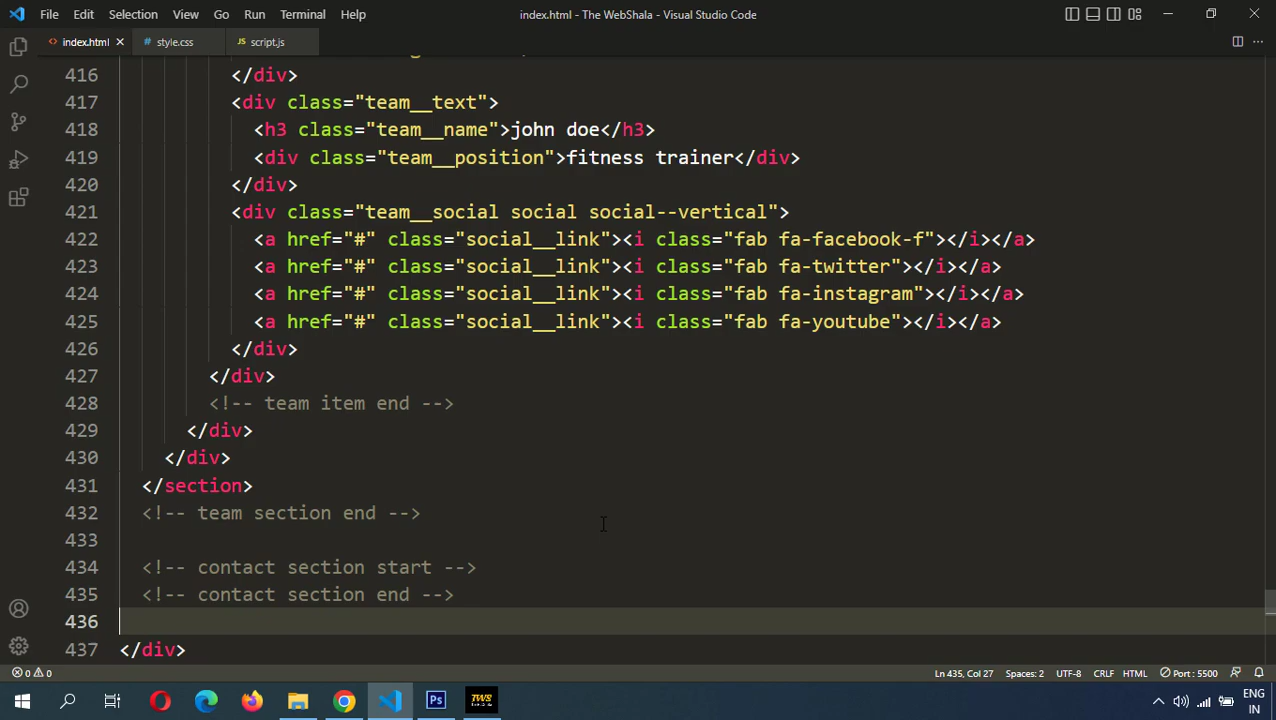 File Edit Selection View Go Run Terminal Help index.html - The WebShala - Visual Studio Code
index.html style.css JS script.js
416 </div>
417 <div class="team__text">
418 <h3 class="team__name">john doe</h3>
419 <div class="team__position">fitness trainer</div>
420 </div>
421 <div class="team__social social social--vertical">
422 <a href="#" class="social__link"><i class="fab fa-facebook-f"></i></a>
423 <a href="#" class="social__link"><i class="fab fa-twitter"></i></a>
424 <a href="#" class="social__link"><i class="fab fa-instagram"></i></a>
425 <a href="#" class="social__link"><i class="fab fa-youtube"></i></a>
426 </div>
427 </div>
428 <!-- team item end -->
429 </div>
430 </div>
431 </section>
432 <!-- team section end -->
433
434 <!-- contact section start -->
435 <!-- contact section end -->
436
437 </div>
0 0 Ln 435, Col 27 Spaces: 2 UTF-8 CRLF HTML Port : 5500
Ps TWS ENG
IN